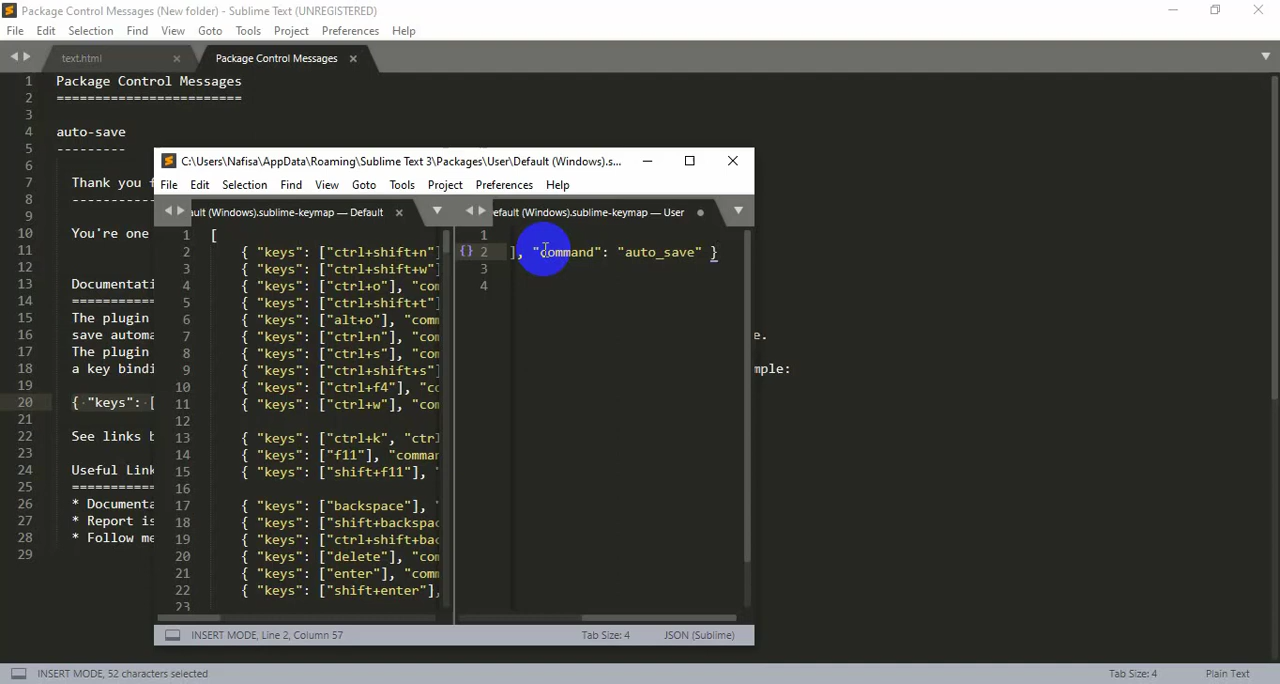 Package Control Messages (New folder) - Sublime Text (UNREGISTERED)
File Edit Selection Find View Goto Tools Project Preferences Help
text.html
Package Control Messages
1 Package Control Messages
2 ========================
3
4 auto-save
5 ---------
6
7 Thank you
8
9
10 You're one
11
12
13 Documentati
14
15 The plugin
16 save automa e.
17 The plugin
18 a key bindi mple:
19
20 { "keys": [
21
22 See links b
23
24 Useful Link
25
26 * Documenta
27 * Report is
28 * Follow me
29
C:\Users\Nafisa\AppData\Roaming\Sublime Text 3\Packages\User\Default (Windows).s...
File Edit Selection Find View Goto Tools Project Preferences Help
ault (Windows).sublime-keymap — Default
efault (Windows).sublime-keymap — User
1 [
2 { "keys": ["ctrl+shift+n"]
3 { "keys": ["ctrl+shift+w"]
4 { "keys": ["ctrl+o"], "com
5 { "keys": ["ctrl+shift+t"]
6 { "keys": ["alt+o"], "comm
7 { "keys": ["ctrl+n"], "com
8 { "keys": ["ctrl+s"], "com
9 { "keys": ["ctrl+shift+s"]
10 { "keys": ["ctrl+f4"], "co
11 { "keys": ["ctrl+w"], "com
12
13 { "keys": ["ctrl+k", "ctrl
14 { "keys": ["f11"], "comman
15 { "keys": ["shift+f11"], "
16
17 { "keys": ["backspace"], "
18 { "keys": ["shift+backspac
19 { "keys": ["ctrl+shift+bac
20 { "keys": ["delete"], "com
21 { "keys": ["enter"], "comm
22 { "keys": ["shift+enter"],
23
1
{} 2 ], "command": "auto_save" }
3
4
INSERT MODE, Line 2, Column 57
Tab Size: 4
JSON (Sublime)
INSERT MODE, 52 characters selected
Tab Size: 4
Plain Text